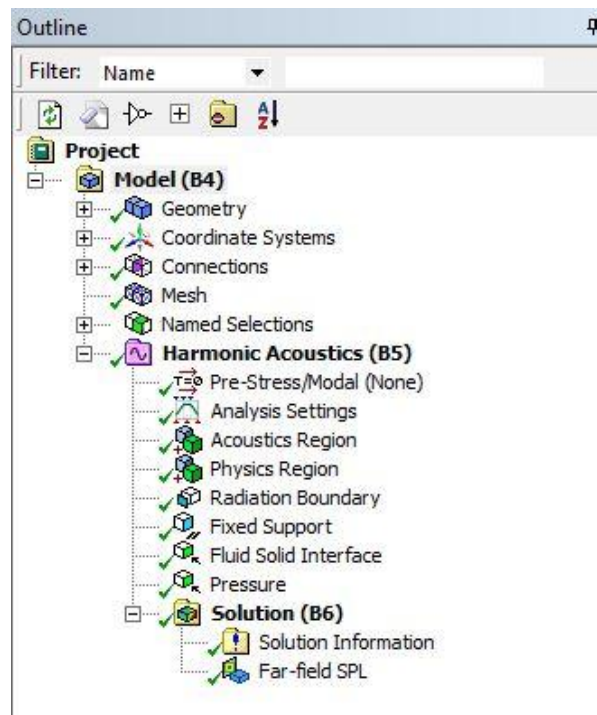 Outline
Filter: Name
Project
Model (B4)
Geometry
Coordinate Systems
Connections
Mesh
Named Selections
Harmonic Acoustics (B5)
Pre-Stress/Modal (None)
Analysis Settings
Acoustics Region
Physics Region
Radiation Boundary
Fixed Support
Fluid Solid Interface
Pressure
Solution (B6)
Solution Information
Far-field SPL